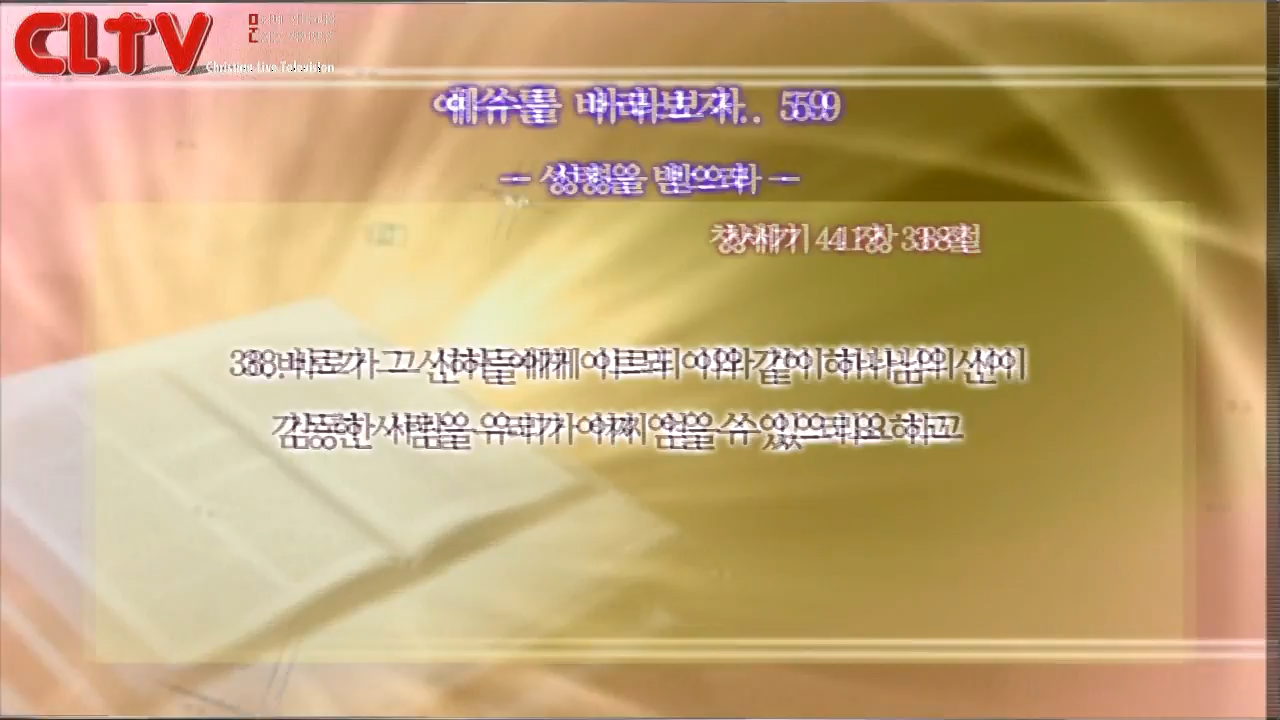 CLTV
Christian Live Television
예수를 바라보자.. 59
- 성령을 받으라 -
창세기 41장 38절
38.바로가 그 신하들에게 이르되 이와 같이 하나님의 신이
감동한 사람을 우리가 어찌 얻을 수 있으리요 하고